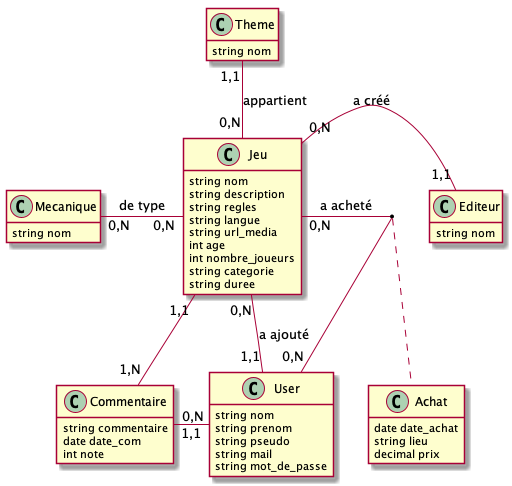 C Theme
string nom
1,1
appartient
0,N
a créé
0,N
1,1
C Jeu
string nom
string description
string regles
string langue
string url_media
int age
int nombre_joueurs
string categorie
string duree
C Mecanique
string nom
de type
0,N
0,N
a acheté
0,N
C Editeur
string nom
1,1
0,N
a ajouté
1,N
1,1
0,N
C Commentaire
string commentaire
date date_com
int note
0,N
1,1
C User
string nom
string prenom
string pseudo
string mail
string mot_de_passe
C Achat
date date_achat
string lieu
decimal prix